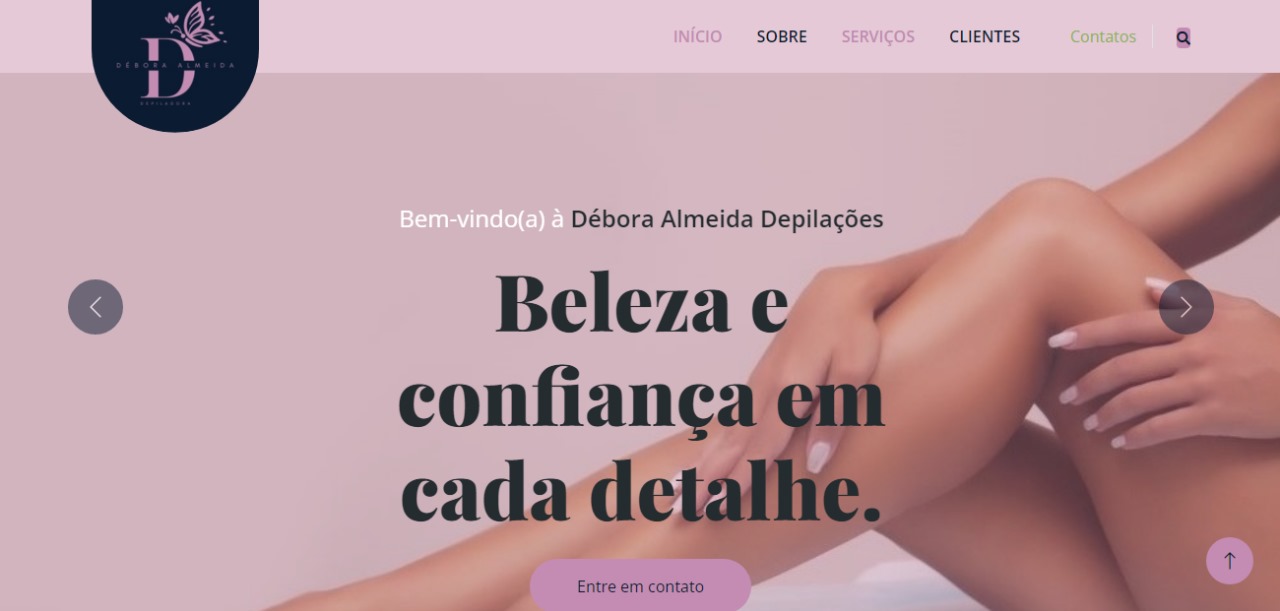 D
DÉBORA ALMEIDA
DEPILADORA
INÍCIO SOBRE SERVIÇOS CLIENTES Contatos
Bem-vindo(a) à Débora Almeida Depilações
Beleza e
confiança em
cada detalhe.
Entre em contato